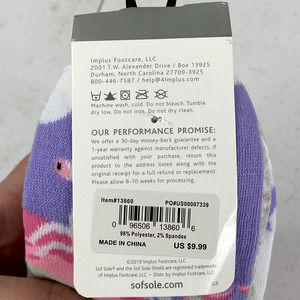 Implus Footcare, LLC
2001 T.W. Alexander Drive / Box 13925
Durham, North Carolina 27709-3925
800-446-7587 / help@implus.com
Machine wash, cold. Do not bleach. Tumble
dry low. Do not iron. Do not dry clean.
OUR PERFORMANCE PROMISE:
We offer a 30-day money-back guarantee and a
1-year warranty against manufacturer defects. If
unsatisfied with your purchase, return this
product to the address listed along with the
original receipt for a full refund or replacement.
Please allow 8-10 weeks for processing.
Item#13860
PO#US00007339
0 96506 13860 6
98% Polyester, 2% Spandex
MADE IN CHINA
US $9.99
©2019 Implus Footcare, LLC
Sof Sole® and the Sof Sole Shield are registered trademarks
of Implus Footcare, LLC • Dist. by Implus Footcare, LLC
sofsole.com